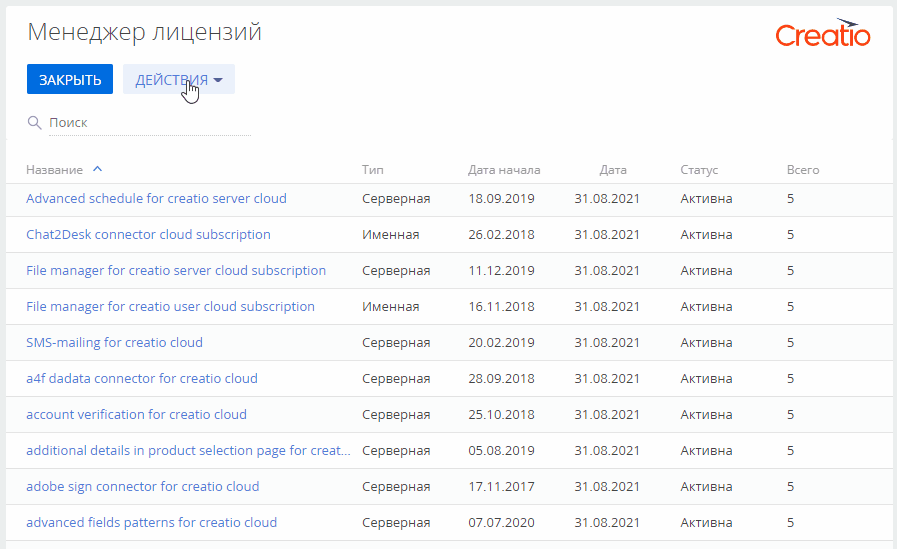 Менеджер лицензий
Creatio
ЗАКРЫТЬ ДЕЙСТВИЯ
Поиск
Название Тип Дата начала Дата Статус Всего
Advanced schedule for creatio server cloud Серверная 18.09.2019 31.08.2021 Активна 5
Chat2Desk connector cloud subscription Именная 26.02.2018 31.08.2021 Активна 5
File manager for creatio server cloud subscription Серверная 11.12.2019 31.08.2021 Активна 5
File manager for creatio user cloud subscription Именная 16.11.2018 31.08.2021 Активна 5
SMS-mailing for creatio cloud Серверная 20.02.2019 31.08.2021 Активна 5
a4f dadata connector for creatio cloud Серверная 28.09.2018 31.08.2021 Активна 5
account verification for creatio cloud Серверная 25.10.2018 31.08.2021 Активна 5
additional details in product selection page for creat... Серверная 05.08.2019 31.08.2021 Активна 5
adobe sign connector for creatio cloud Серверная 17.11.2017 31.08.2021 Активна 5
advanced fields patterns for creatio cloud Серверная 07.07.2020 31.08.2021 Активна 5